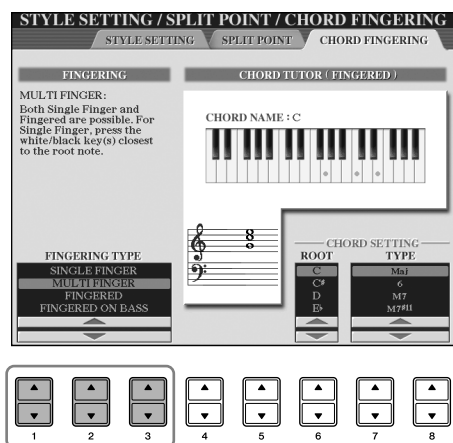 STYLE SETTING / SPLIT POINT / CHORD FINGERING
STYLE SETTING
SPLIT POINT
CHORD FINGERING
FINGERING
MULTI FINGER:
Both Single Finger and
Fingered are possible. For
Single Finger, press the
white/black key(s) closest
to the root note.
CHORD TUTOR ( FINGERED )
CHORD NAME : C
FINGERING TYPE
SINGLE FINGER
MULTI FINGER
FINGERED
FINGERED ON BASS
CHORD SETTING
ROOT
C
C♯
D
E♭
TYPE
Maj
6
M7
M7♯11
1
2
3
4
5
6
7
8